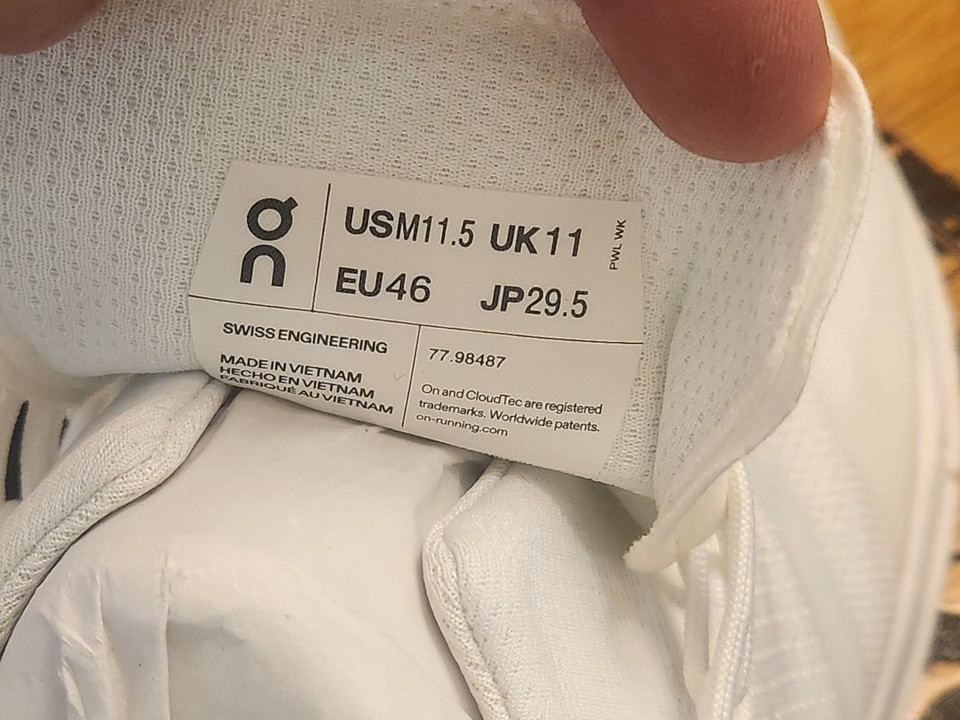 On
USM11.5 UK11
EU46 JP29.5
PWL WK
SWISS ENGINEERING
MADE IN VIETNAM
HECHO EN VIETNAM
FABRIQUÉ AU VIETNAM
77.98487
On and CloudTec are registered
trademarks. Worldwide patents.
on-running.com